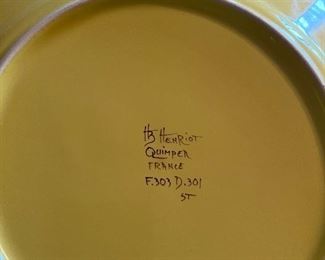 HB HENRIOT
QUIMPER
FRANCE
F.303 D.301
ST